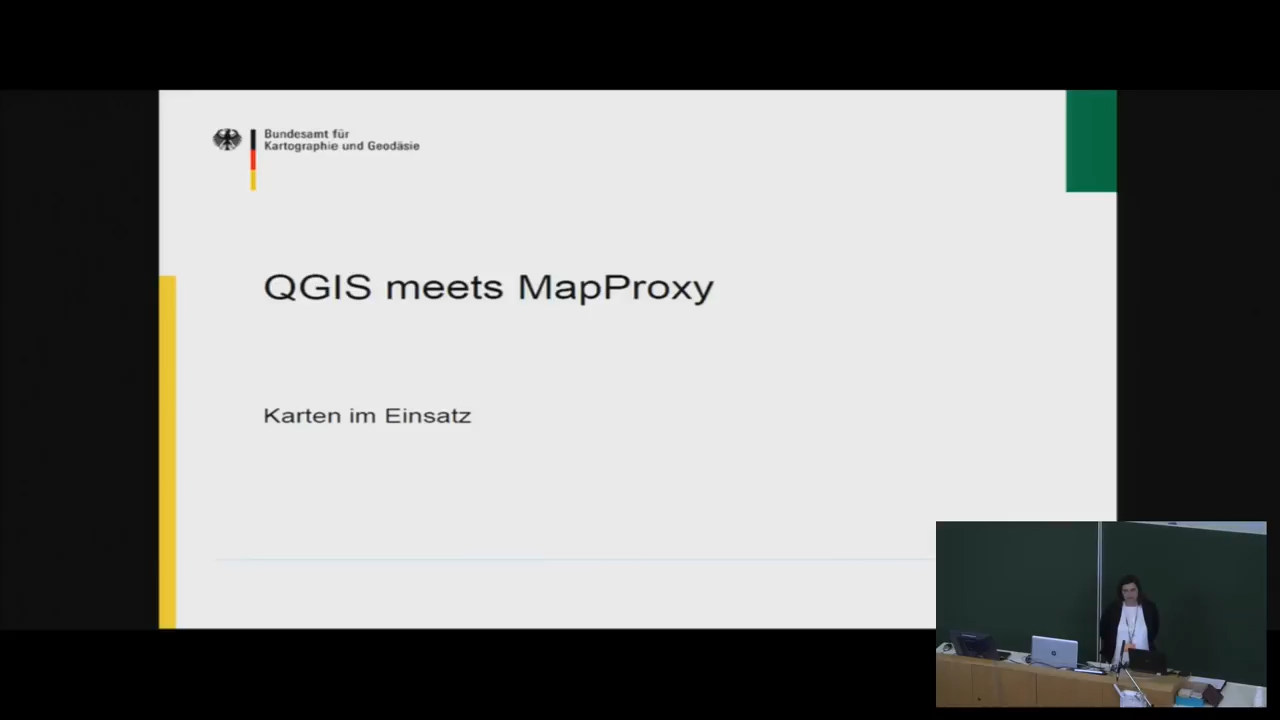 Bundesamt für
Kartographie und Geodäsie
QGIS meets MapProxy
Karten im Einsatz